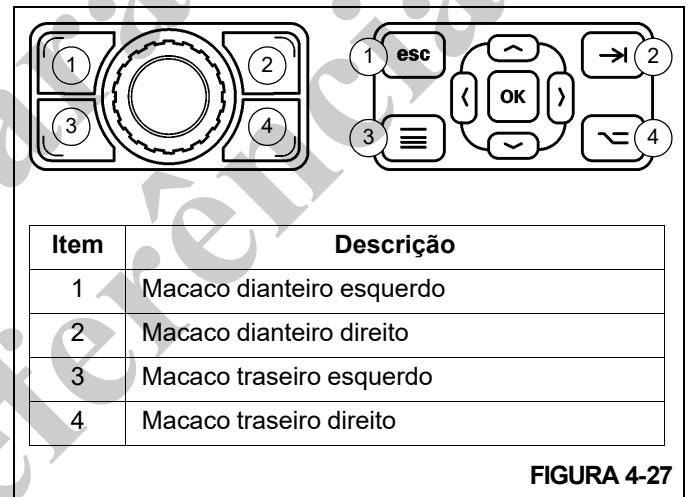 1 2
3 4
1 esc 2
OK
3 4
Item Descrição
1 Macaco dianteiro esquerdo
2 Macaco dianteiro direito
3 Macaco traseiro esquerdo
4 Macaco traseiro direito
FIGURA 4-27